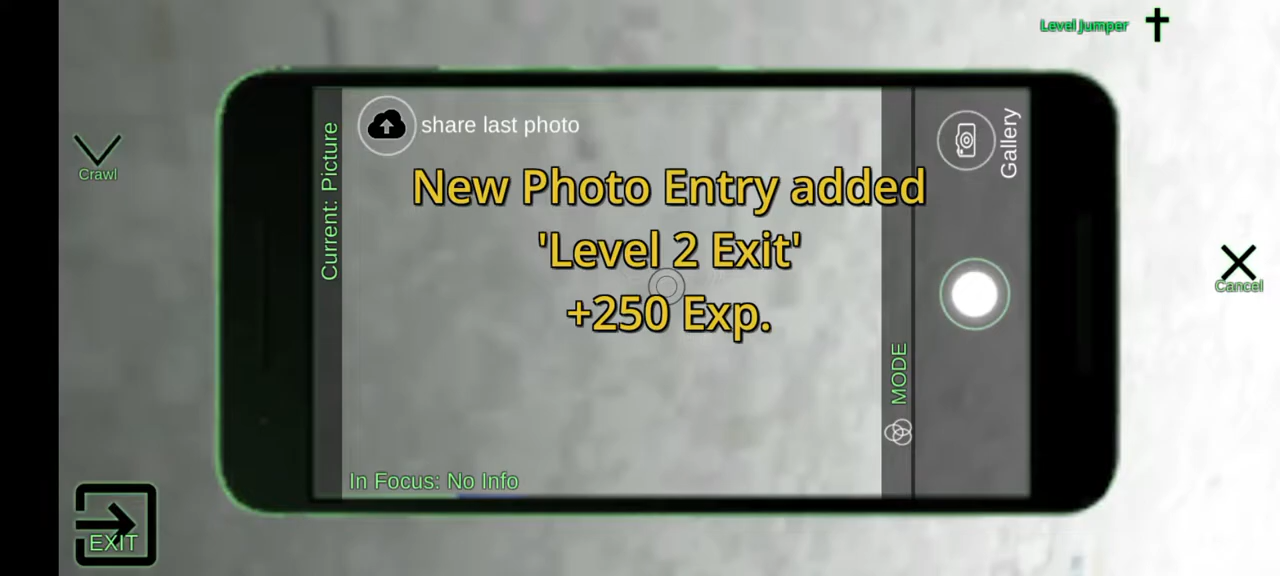 Level Jumper
share last photo
Current: Picture
Gallery
New Photo Entry added
'Level 2 Exit'
+250 Exp.
Crawl
Cancel
MODE
In Focus: No Info
EXIT